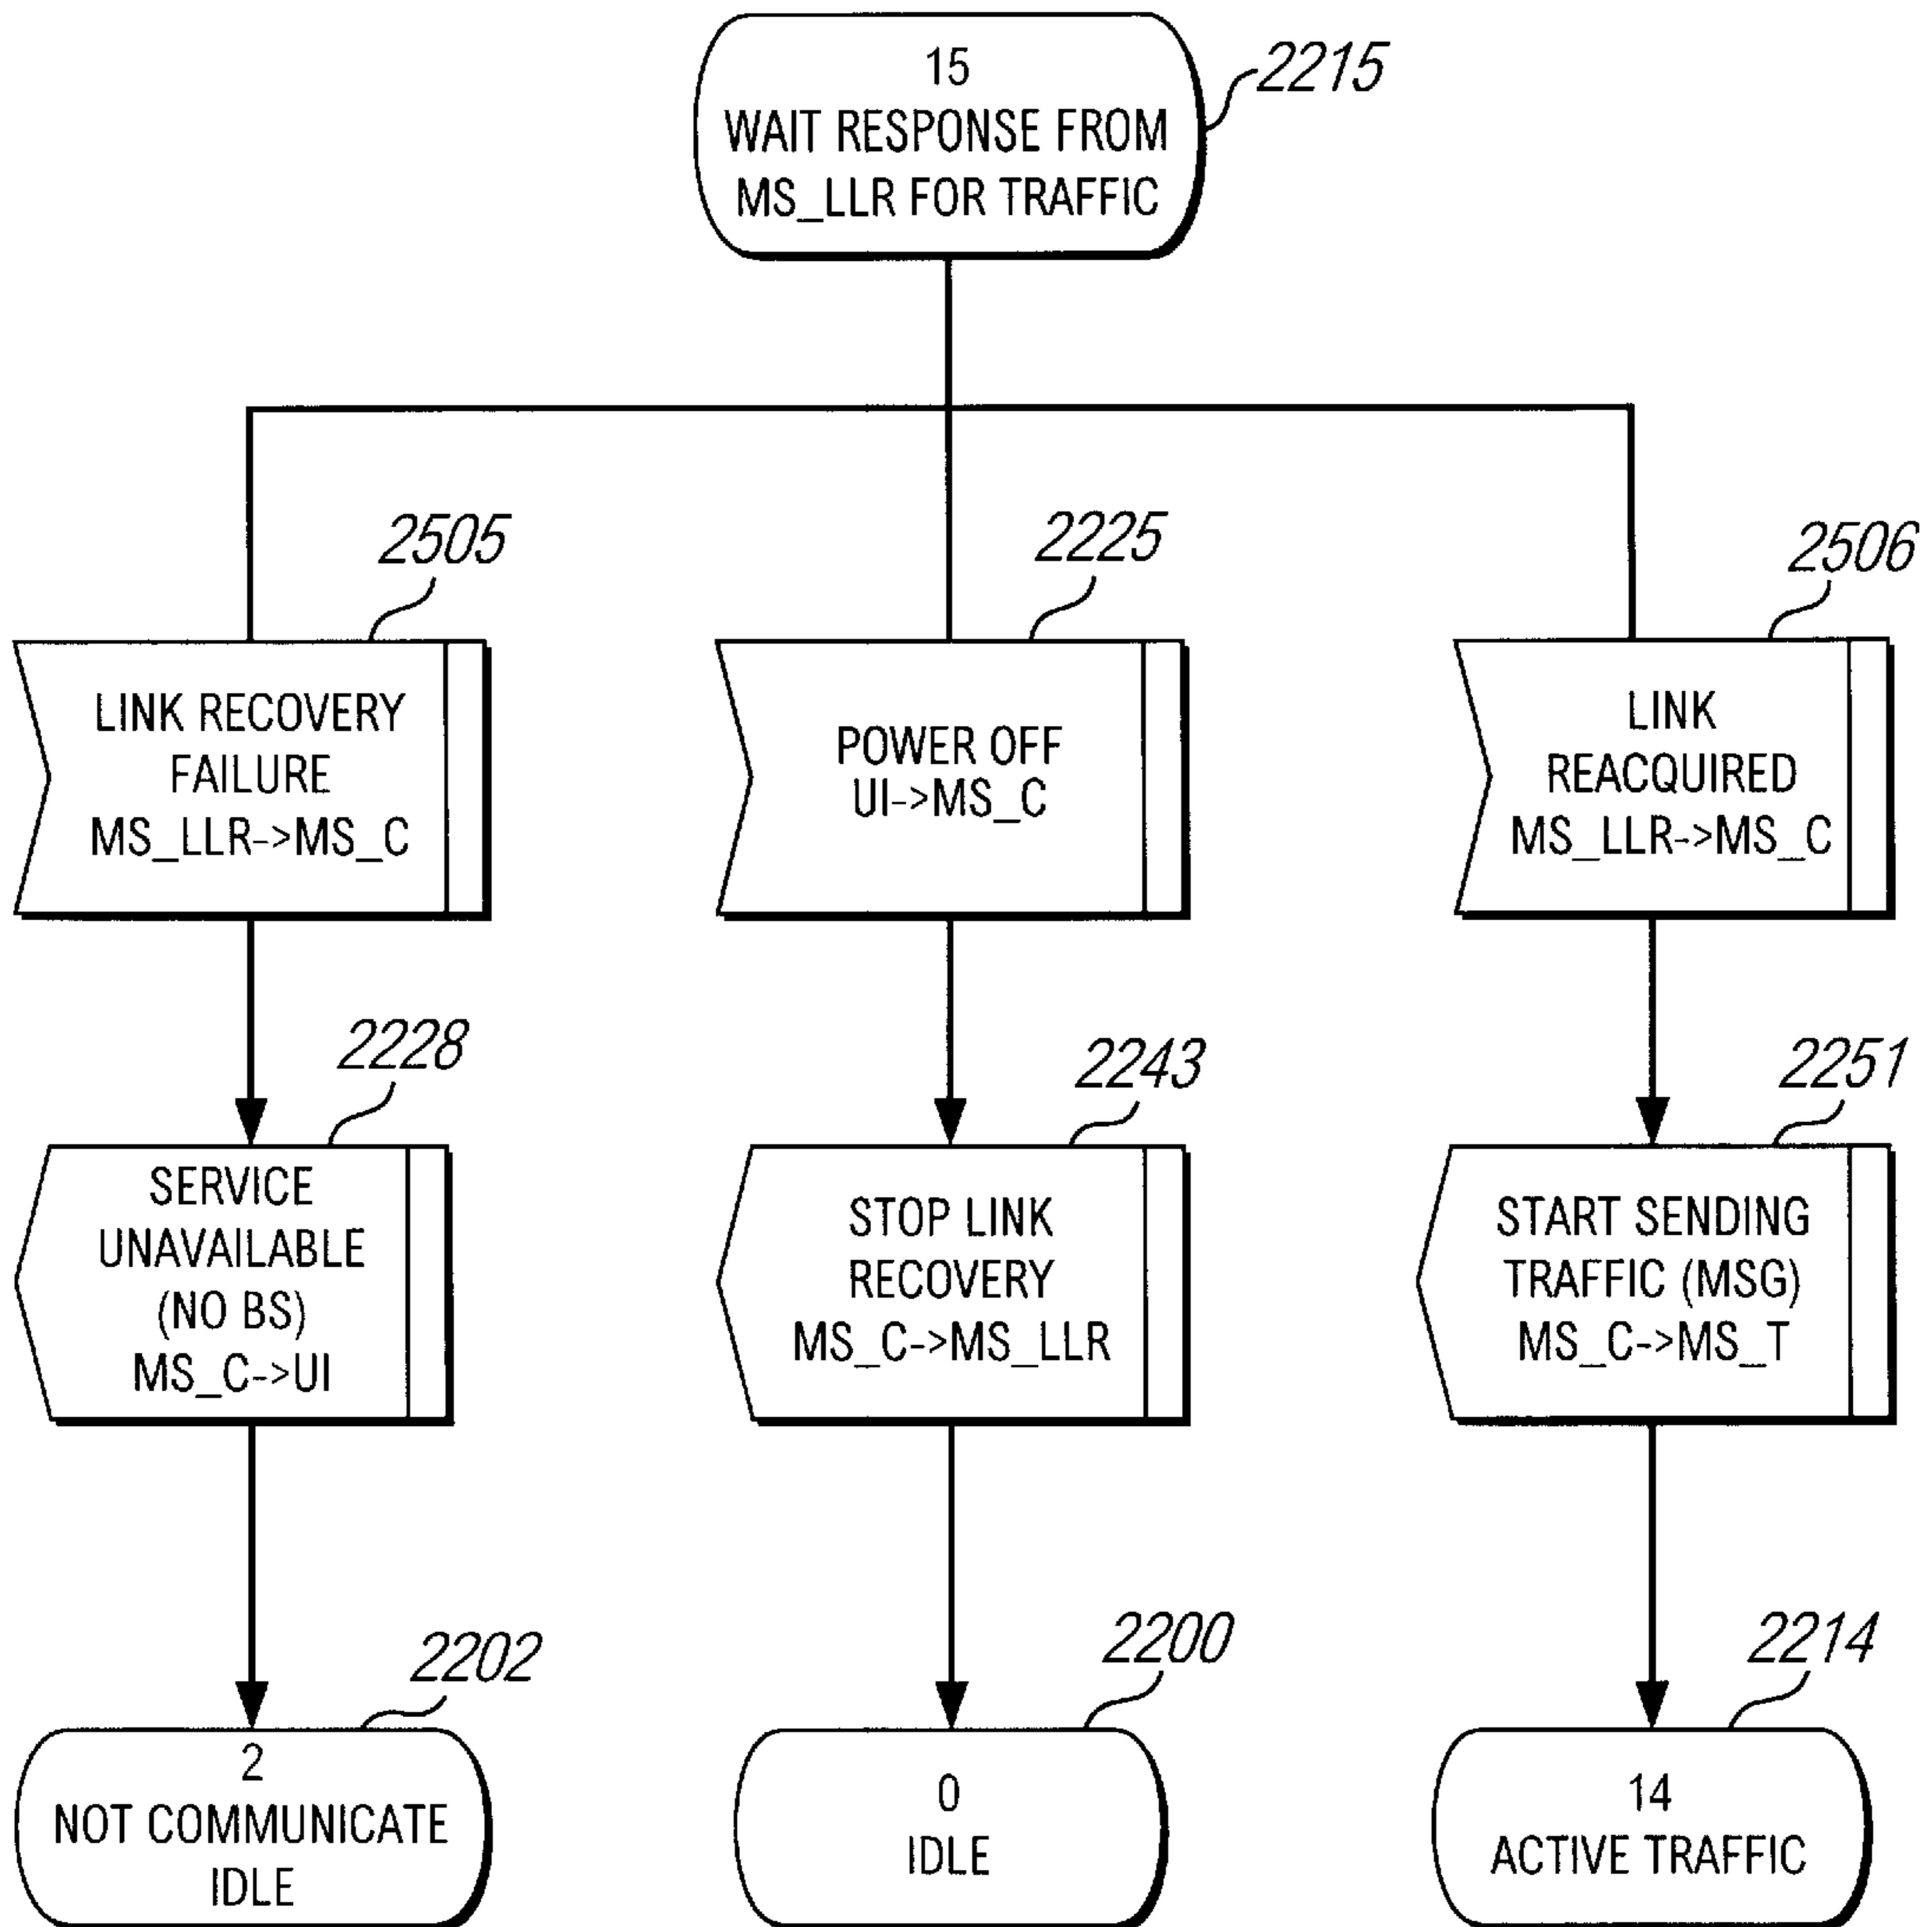 15
WAIT RESPONSE FROM
MS_LLR FOR TRAFFIC
2215
2505
LINK RECOVERY
FAILURE
MS_LLR->MS_C
2225
POWER OFF
UI->MS_C
2506
LINK
REACQUIRED
MS_LLR->MS_C
2228
SERVICE
UNAVAILABLE
(NO BS)
MS_C->UI
2243
STOP LINK
RECOVERY
MS_C->MS_LLR
2251
START SENDING
TRAFFIC (MSG)
MS_C->MS_T
2202
2
NOT COMMUNICATE
IDLE
2200
0
IDLE
2214
14
ACTIVE TRAFFIC